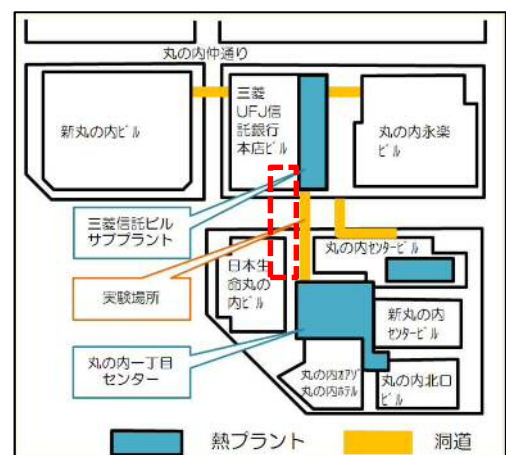 丸の内仲通り
新丸の内ビル
三菱
UFJ信
託銀行
本店ビル
丸の内永楽
ビル
三菱信託ビル
サブプラント
実験場所
丸の内一丁目
センター
日本生
命丸の
内ビル
丸の内ｾﾝﾀｰビル
新丸の内
ｾﾝﾀｰビル
丸の内ｵｱｿﾞ
丸の内ﾎﾃﾙ
丸の内北口
ビル
熱プラント
洞道